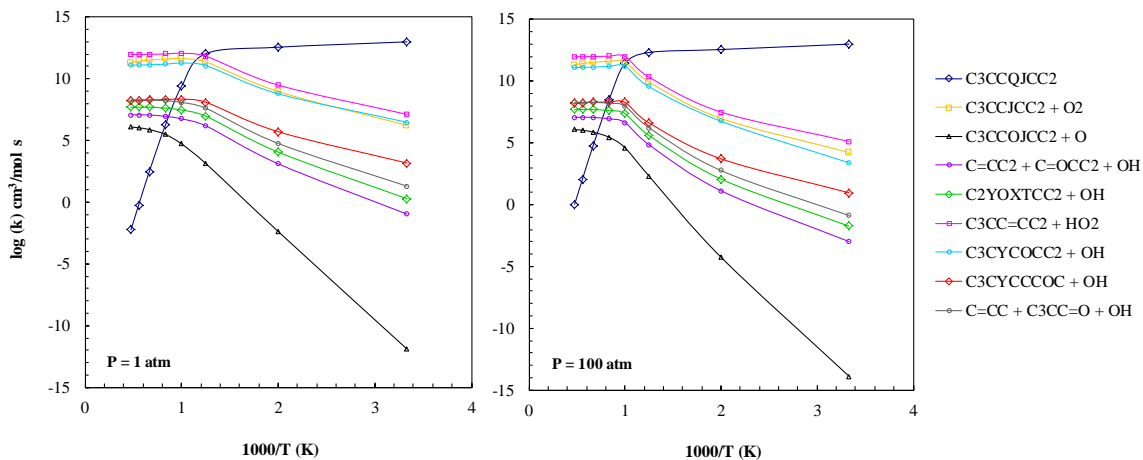 log (k) cm³/mol s
15
10
5
0
-5
-10
-15
0
1
2
3
4
P = 1 atm
1000/T (K)
15
10
5
0
-5
-10
-15
0
1
2
3
4
P = 100 atm
1000/T (K)
C3CCQJCC2
C3CCJCC2 + O2
C3CCOJCC2 + O
C=CC2 + C=OCC2 + OH
C2YOXTCC2 + OH
C3CC=CC2 + HO2
C3CYCOCC2 + OH
C3CYCCCOC + OH
C=CC + C3CC=O + OH